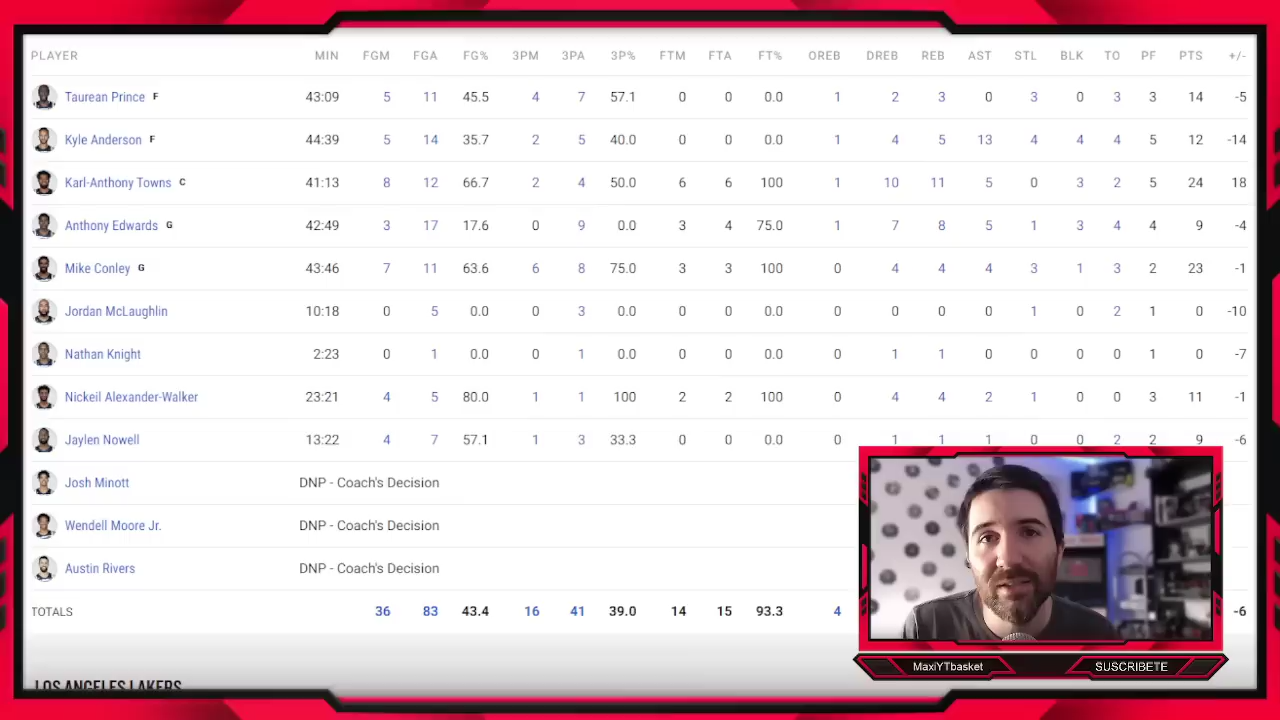 PLAYER MIN FGM FGA FG% 3PM 3PA 3P% FTM FTA FT% OREB DREB REB AST STL BLK TO PF PTS +/-
Taurean Prince F 43:09 5 11 45.5 4 7 57.1 0 0 0.0 1 2 3 0 3 0 3 3 14 -5
Kyle Anderson F 44:39 5 14 35.7 2 5 40.0 0 0 0.0 1 4 5 13 4 4 4 5 12 -14
Karl-Anthony Towns C 41:13 8 12 66.7 2 4 50.0 6 6 100 1 10 11 5 0 3 2 5 24 18
Anthony Edwards G 42:49 3 17 17.6 0 9 0.0 3 4 75.0 1 7 8 5 1 3 4 4 9 -4
Mike Conley G 43:46 7 11 63.6 6 8 75.0 3 3 100 0 4 4 4 3 1 3 2 23 -1
Jordan McLaughlin 10:18 0 5 0.0 0 3 0.0 0 0 0.0 0 0 0 0 1 0 2 1 0 -10
Nathan Knight 2:23 0 1 0.0 0 1 0.0 0 0 0.0 0 1 1 0 0 0 0 1 0 -7
Nickeil Alexander-Walker 23:21 4 5 80.0 1 1 100 2 2 100 0 4 4 2 1 0 0 3 11 -1
Jaylen Nowell 13:22 4 7 57.1 1 3 33.3 0 0 0.0 0 1 1 1 0 0 2 2 9 -6
Josh Minott DNP - Coach's Decision
Wendell Moore Jr. DNP - Coach's Decision
Austin Rivers DNP - Coach's Decision
TOTALS 36 83 43.4 16 41 39.0 14 15 93.3 4 -6
MaxiYTbasket SUSCRIBETE
LOS ANGELES LAKERS